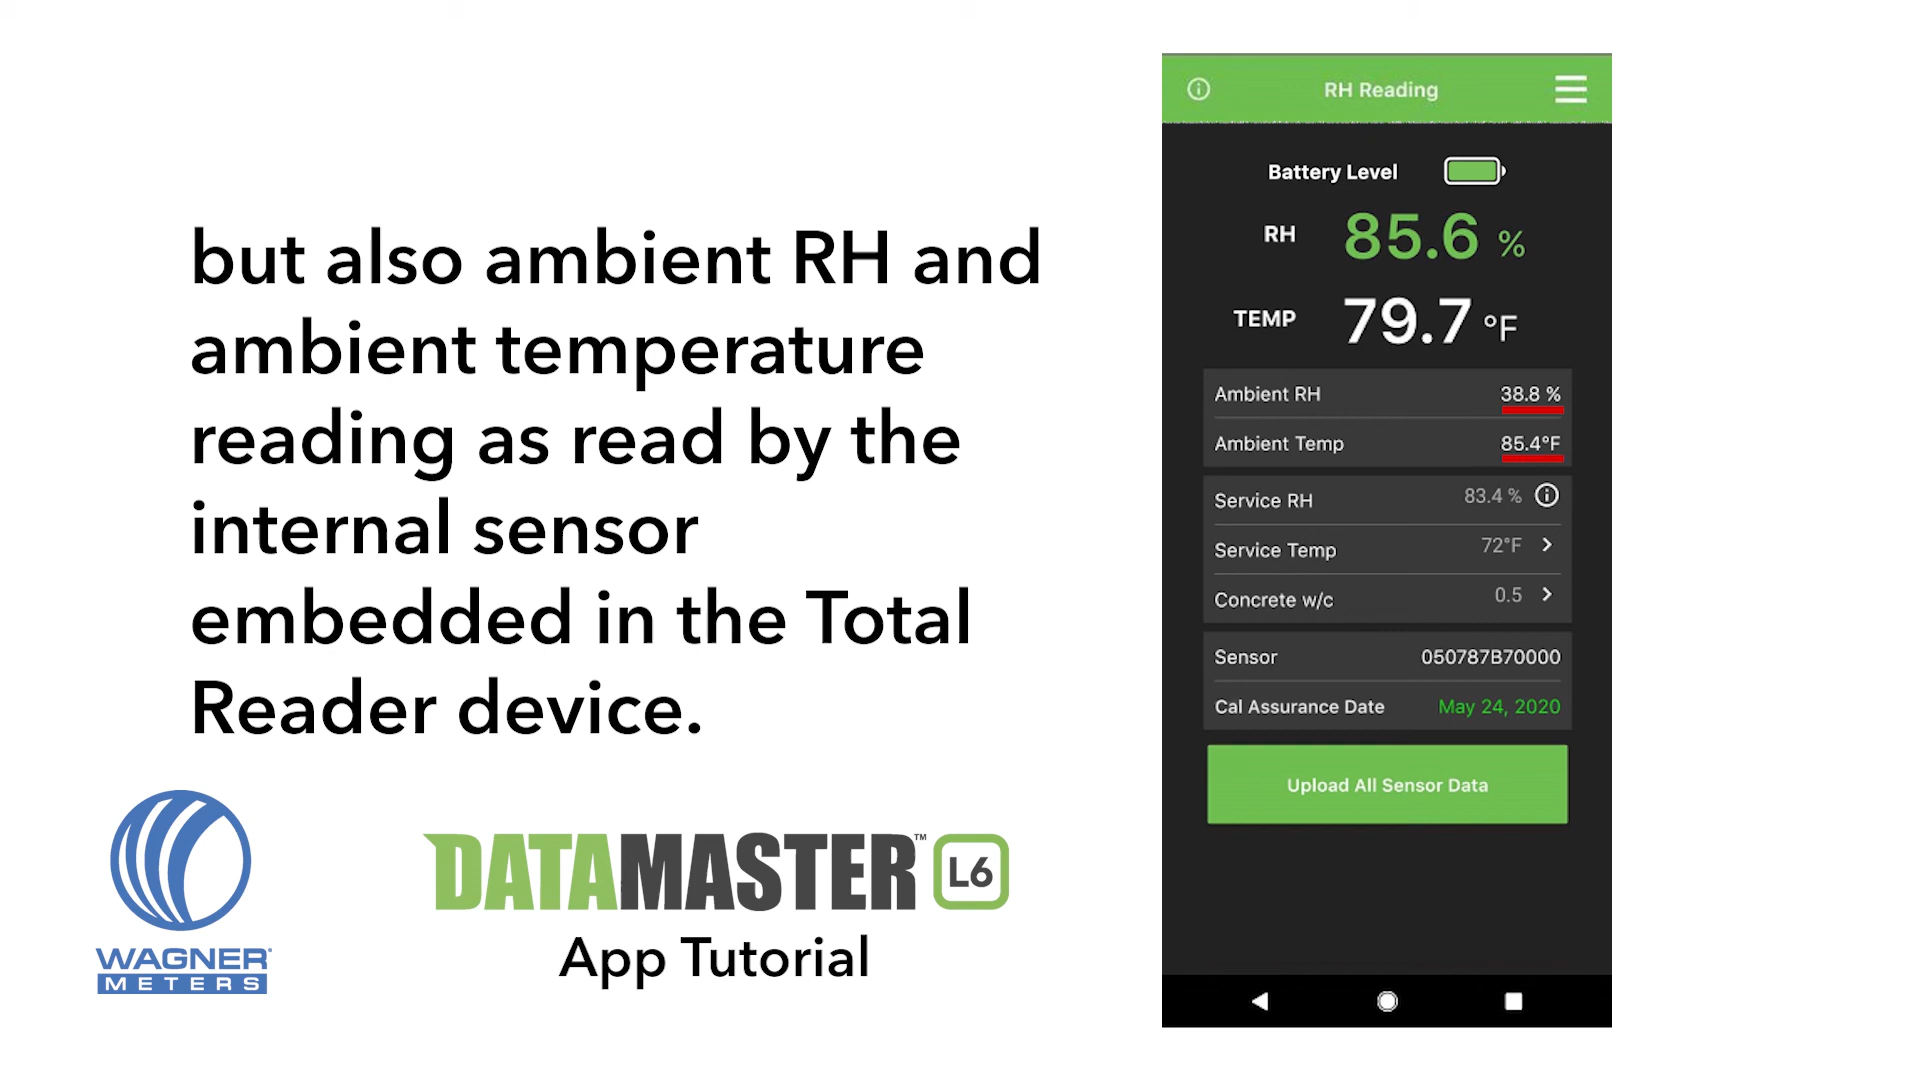 but also ambient RH and
ambient temperature
reading as read by the
internal sensor
embedded in the Total
Reader device.
WAGNER®
METERS
DATAMASTER™ L6
App Tutorial
RH Reading
Battery Level
RH 85.6 %
TEMP 79.7 °F
Ambient RH 38.8 %
Ambient Temp 85.4°F
Service RH 83.4 %
Service Temp 72°F
Concrete w/c 0.5
Sensor 050787B70000
Cal Assurance Date May 24, 2020
Upload All Sensor Data